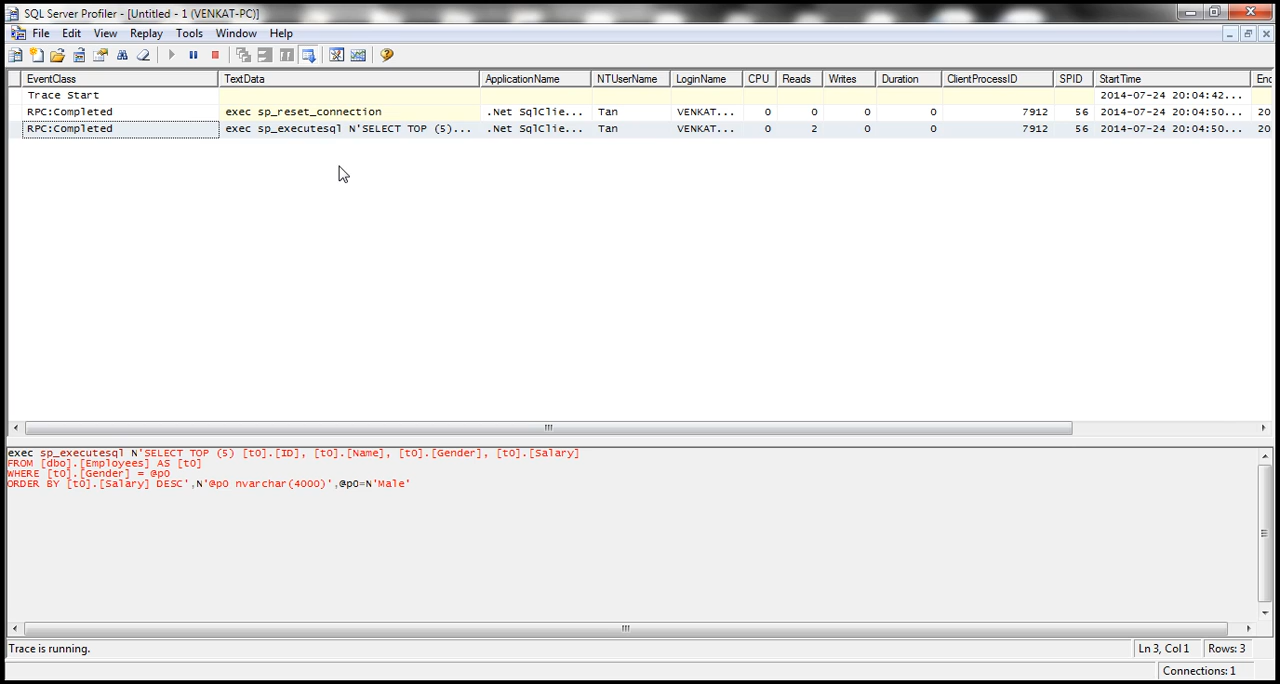 SQL Server Profiler - [Untitled - 1 (VENKAT-PC)]
File Edit View Replay Tools Window Help
EventClass TextData ApplicationName NTUserName LoginName CPU Reads Writes Duration ClientProcessID SPID StartTime Enc
Trace Start 2014-07-24 20:04:42...
RPC:Completed exec sp_reset_connection .Net SqlClie... Tan VENKAT... 0 0 0 0 7912 56 2014-07-24 20:04:50... 20
RPC:Completed exec sp_executesql N'SELECT TOP (5)... .Net SqlClie... Tan VENKAT... 0 2 0 0 7912 56 2014-07-24 20:04:50... 20
exec sp_executesql N'SELECT TOP (5) [t0].[ID], [t0].[Name], [t0].[Gender], [t0].[Salary]
FROM [dbo].[Employees] AS [t0]
WHERE [t0].[Gender] = @p0
ORDER BY [t0].[Salary] DESC',N'@p0 nvarchar(4000)',@p0=N'Male'
Trace is running. Ln 3, Col 1 Rows: 3
Connections: 1